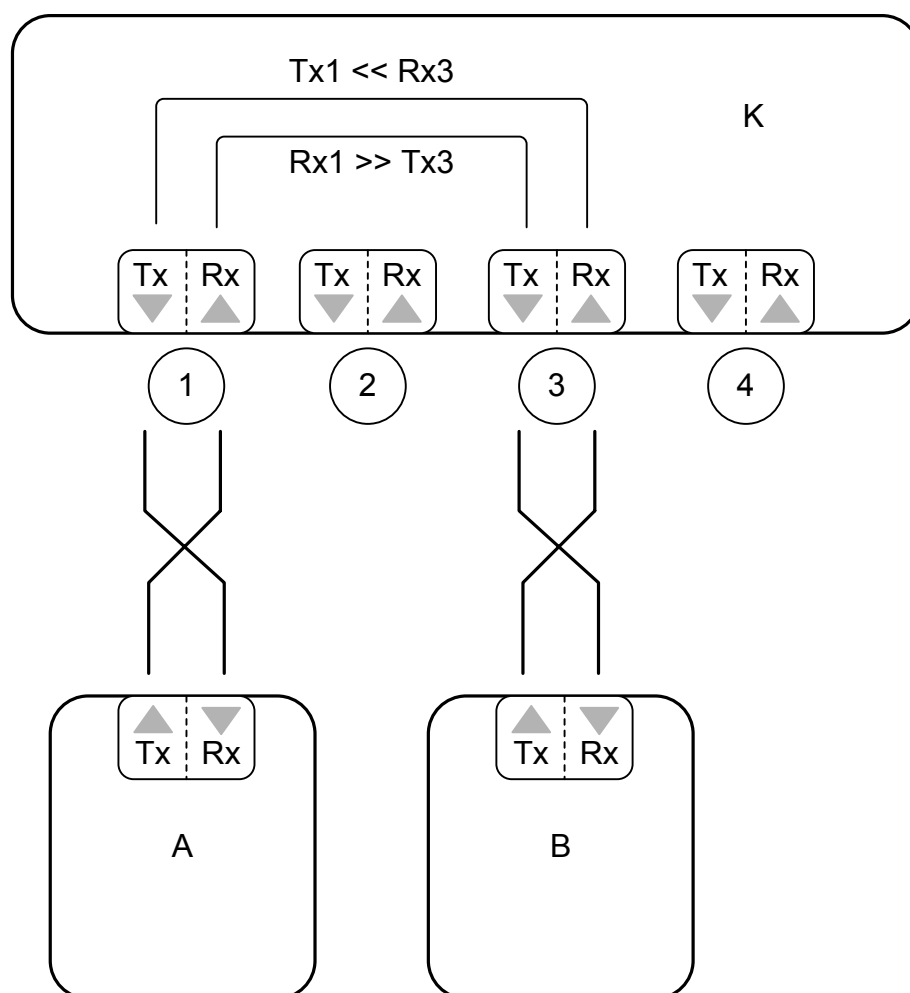 Tx1 << Rx3
K
Rx1 >> Tx3
Tx Rx Tx Rx Tx Rx Tx Rx
1 2 3 4
Tx Rx Tx Rx
A B